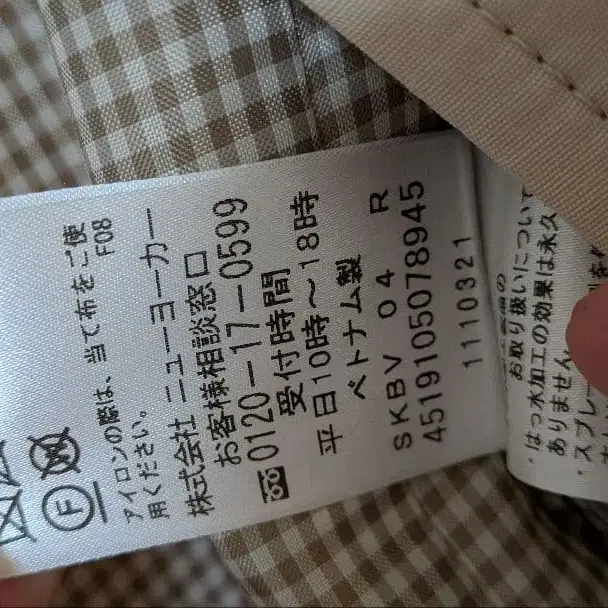 Ⓕ
アイロンの際は、当て布をご使
用ください。 F08
株式会社 ニューヨーカー
お客様相談窓口
0120-17-0599
受付時間
平日10時〜18時
ベトナム製
SKBV 04 R
4519105078945
1110321
お取り扱いについて
・はっ水加工の効果は永久
ありません
・スプレー